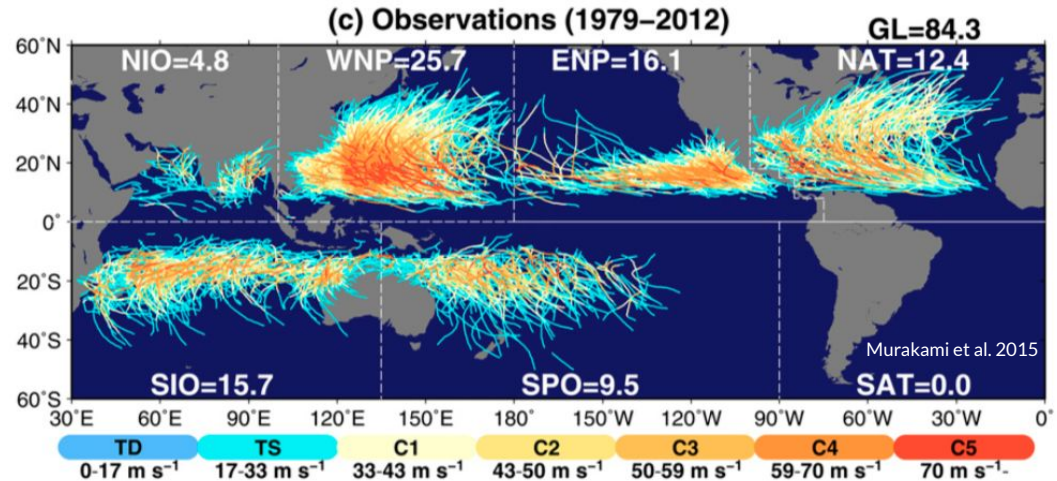 (c) Observations (1979–2012)
GL=84.3
60°N
NIO=4.8 WNP=25.7 ENP=16.1 NAT=12.4
40°N
20°N
0°
20°S
40°S
Murakami et al. 2015
SIO=15.7 SPO=9.5 SAT=0.0
60°S
30°E 60°E 90°E 120°E 150°E 180° 150°W 120°W 90°W 60°W 30°W 0°
TD TS C1 C2 C3 C4 C5
0-17 m s⁻¹ 17-33 m s⁻¹ 33-43 m s⁻¹ 43-50 m s⁻¹ 50-59 m s⁻¹ 59-70 m s⁻¹ 70 m s⁻¹-